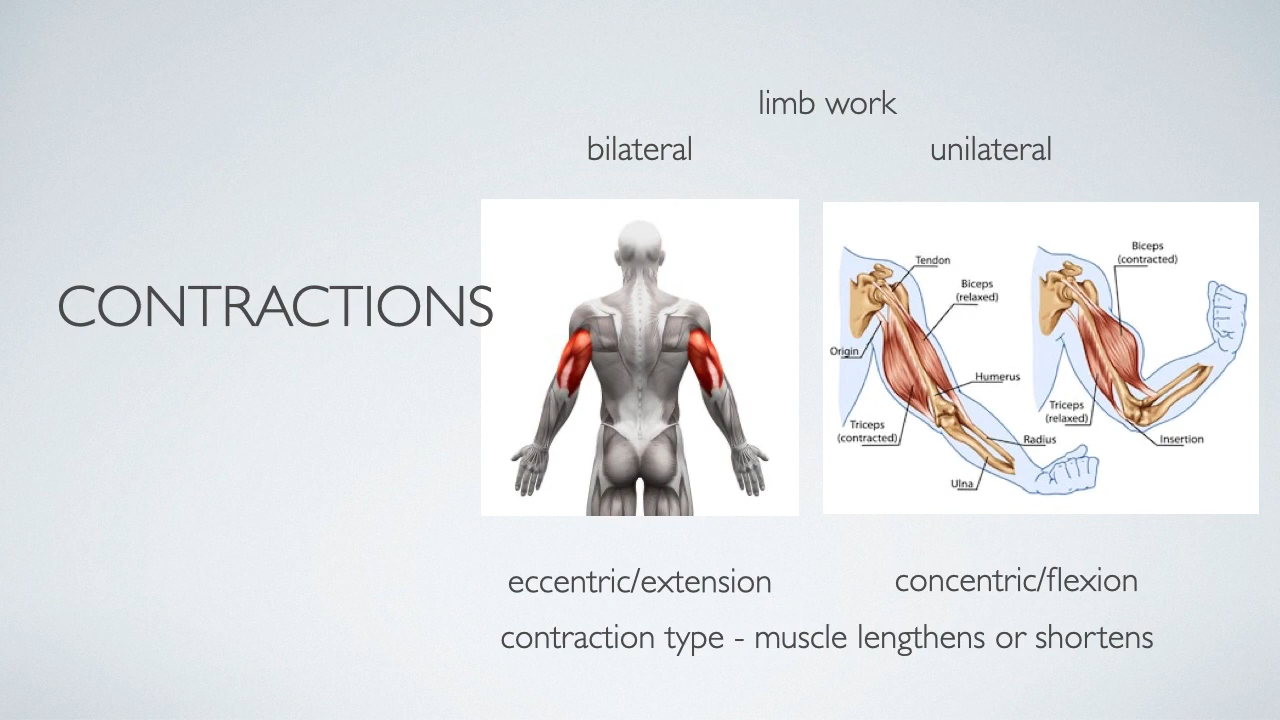 limb work
bilateral
unilateral
CONTRACTIONS
Tendon
Biceps
(relaxed)
Origin
Humerus
Triceps
(contracted)
Radius
Ulna
Biceps
(contracted)
Triceps
(relaxed)
Insertion
eccentric/extension
concentric/flexion
contraction type - muscle lengthens or shortens